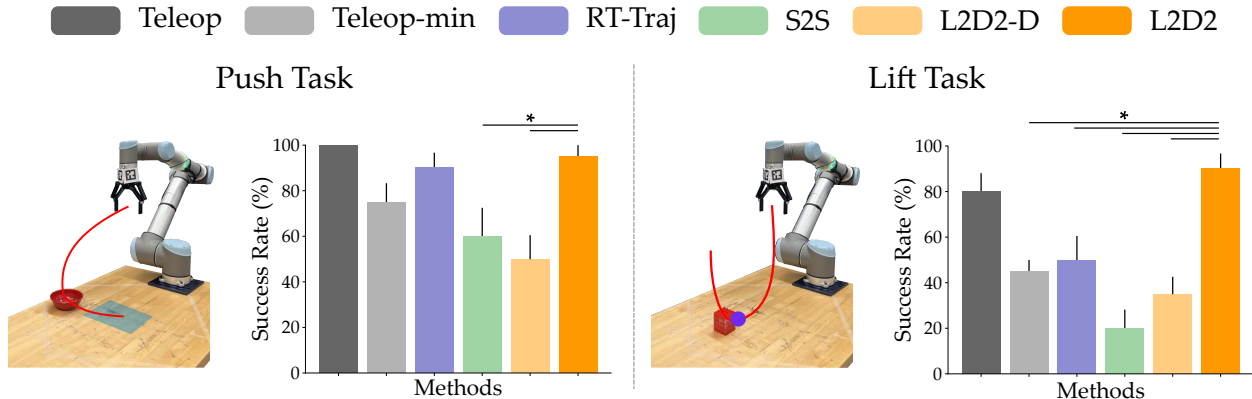 Teleop Teleop-min RT-Traj S2S L2D2-D L2D2
Push Task
Success Rate (%)
100
80
60
40
20
0
*
Methods
Lift Task
Success Rate (%)
100
80
60
40
20
0
*
Methods